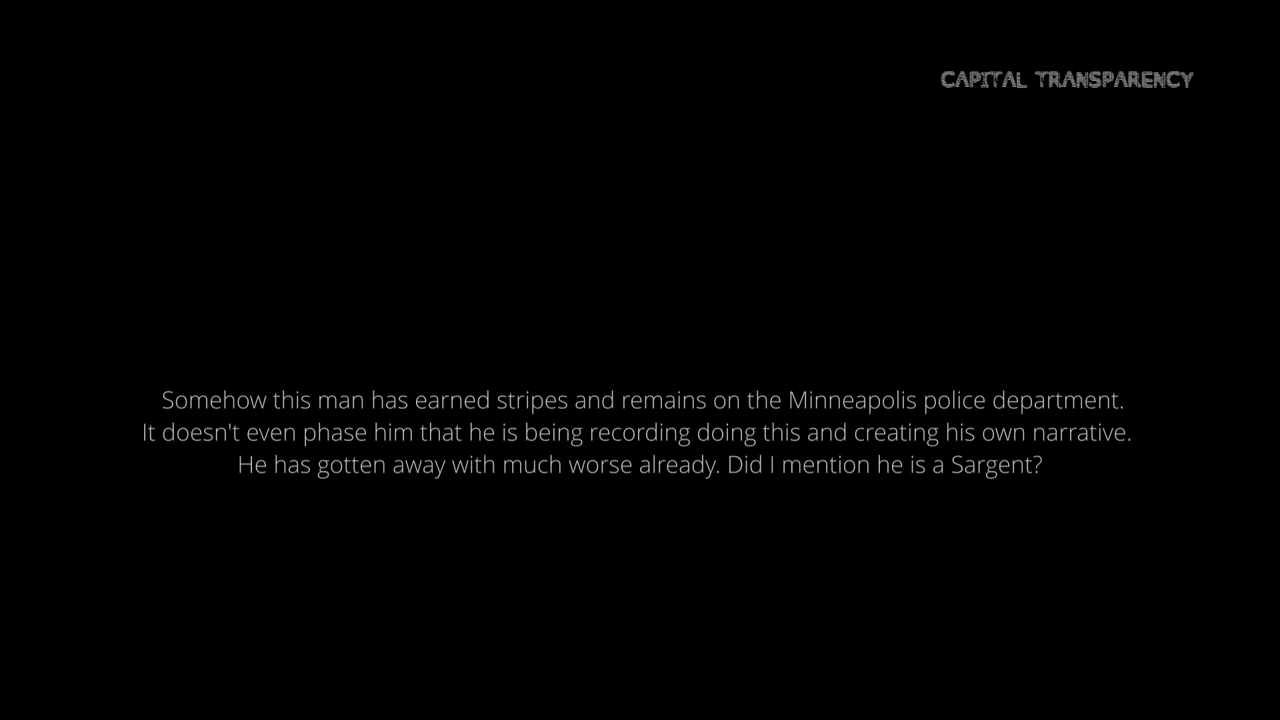 CAPITAL TRANSPARENCY
Somehow this man has earned stripes and remains on the Minneapolis police department.
It doesn't even phase him that he is being recording doing this and creating his own narrative.
He has gotten away with much worse already. Did I mention he is a Sargent?